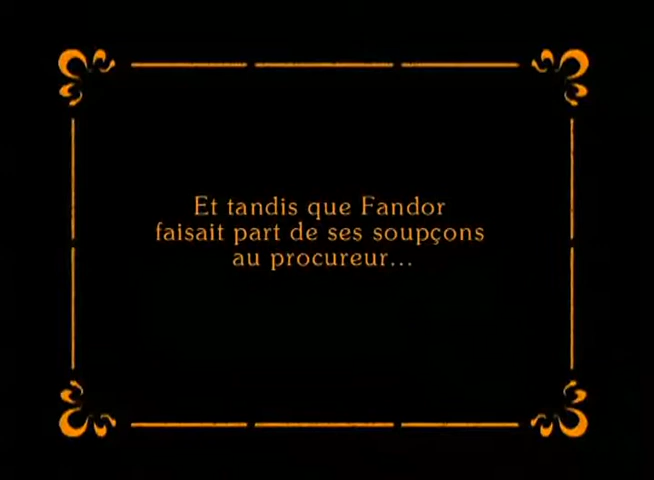 Et tandis que Fandor
faisait part de ses soupçons
au procureur...